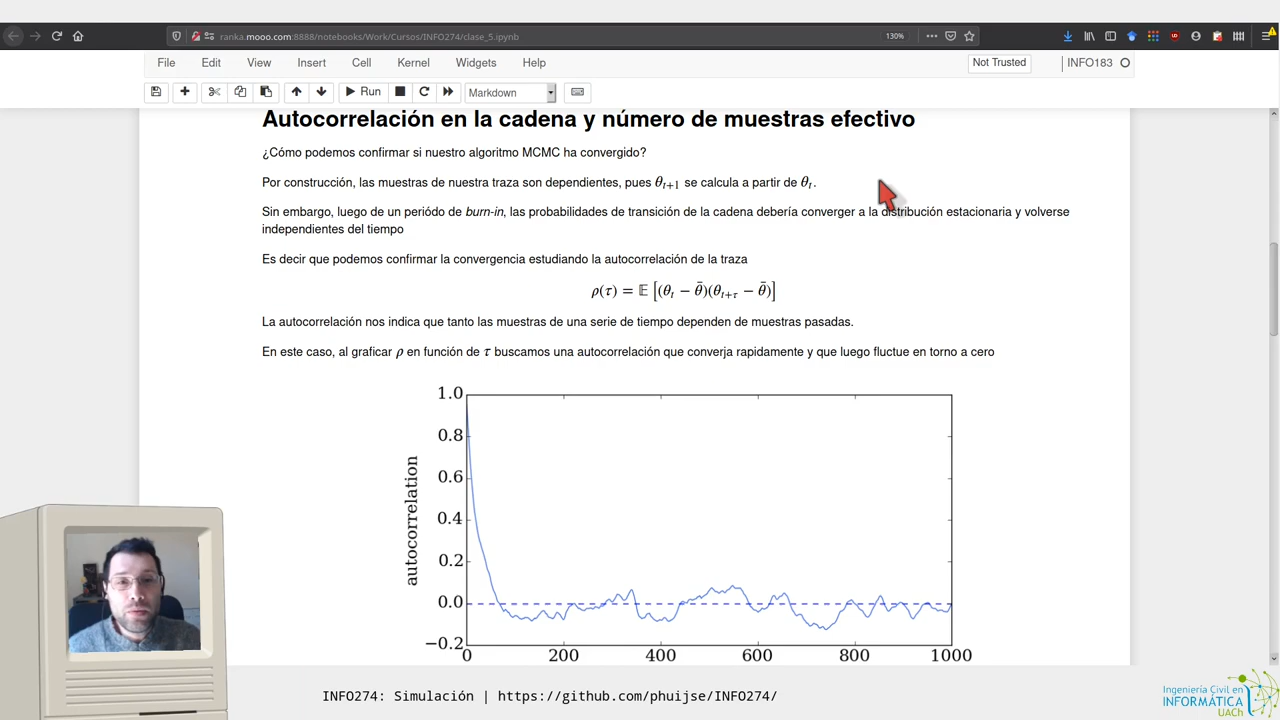 ranka.mooo.com:8888/notebooks/Work/Cursos/INFO274/clase_5.ipynb 130%
File Edit View Insert Cell Kernel Widgets Help Not Trusted INFO183
Run Markdown
Autocorrelación en la cadena y número de muestras efectivo
¿Cómo podemos confirmar si nuestro algoritmo MCMC ha convergido?
Por construcción, las muestras de nuestra traza son dependientes, pues θt+1 se calcula a partir de θt.
Sin embargo, luego de un periódo de burn-in, las probabilidades de transición de la cadena debería converger a la distribución estacionaria y volverse
independientes del tiempo
Es decir que podemos confirmar la convergencia estudiando la autocorrelación de la traza
ρ(τ) = 𝔼 [(θt − θ̄)(θt+τ − θ̄)]
La autocorrelación nos indica que tanto las muestras de una serie de tiempo dependen de muestras pasadas.
En este caso, al graficar ρ en función de τ buscamos una autocorrelación que converja rapidamente y que luego fluctue en torno a cero
1.0
0.8
0.6
0.4
0.2
0.0
−0.2
autocorrelation
0 200 400 600 800 1000
INFO274: Simulación | https://github.com/phuijse/INFO274/
Ingeniería Civil en
INFORMÁTICA
UACh